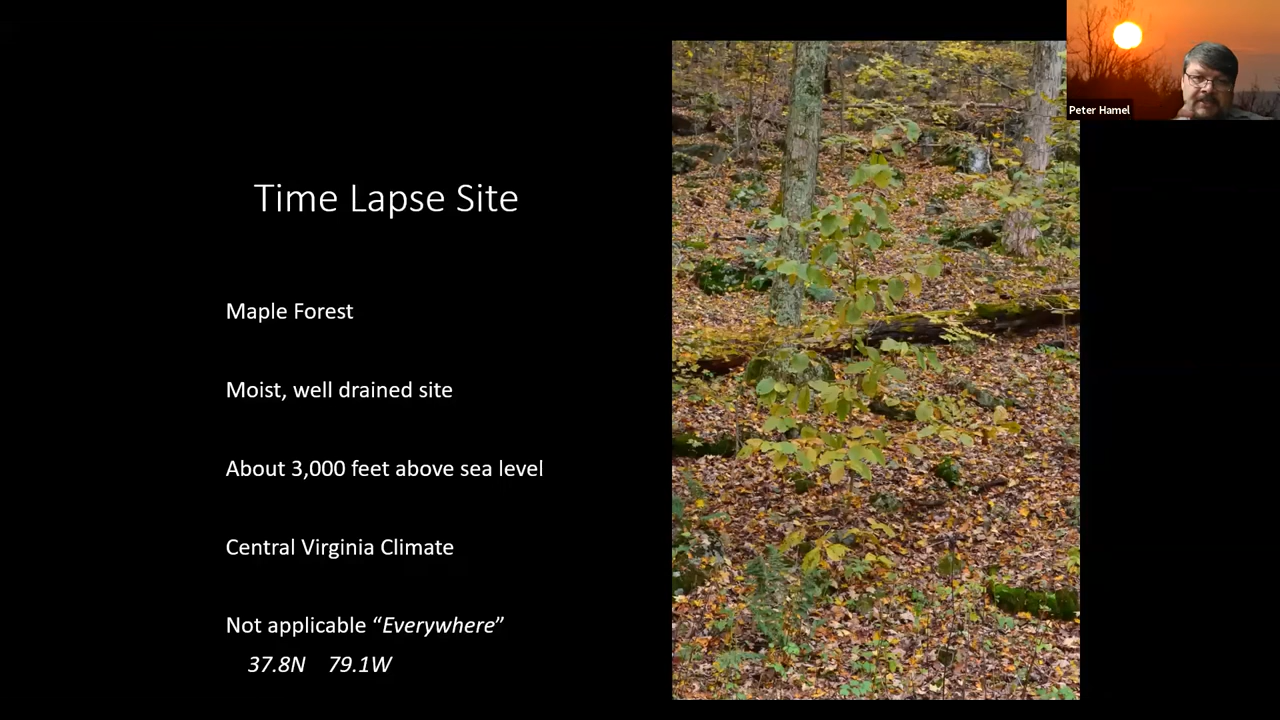 Peter Hamel
Time Lapse Site
Maple Forest
Moist, well drained site
About 3,000 feet above sea level
Central Virginia Climate
Not applicable “Everywhere”
37.8N 79.1W